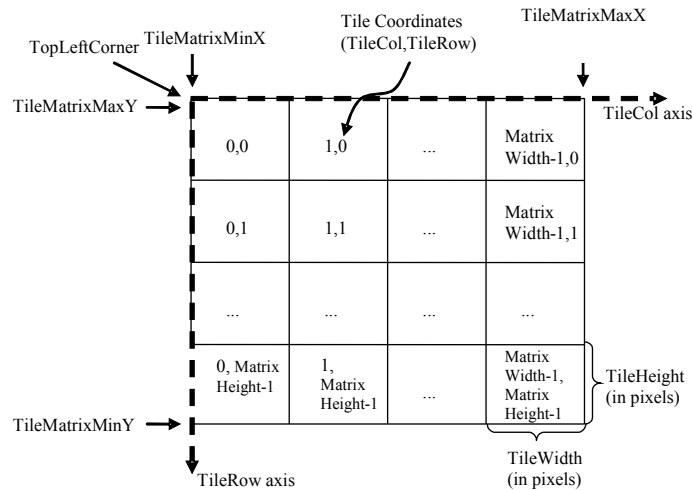 TileMatrixMinX
Tile Coordinates
(TileCol,TileRow)
TileMatrixMaxX
TopLeftCorner
TileMatrixMaxY
TileCol axis
0,0
1,0
...
Matrix
Width-1,0
0,1
1,1
...
Matrix
Width-1,1
...
...
...
...
0, Matrix
Height-1
1,
Matrix
Height-1
...
Matrix
Width-1,
Matrix
Height-1
TileHeight
(in pixels)
TileMatrixMinY
TileWidth
(in pixels)
TileRow axis